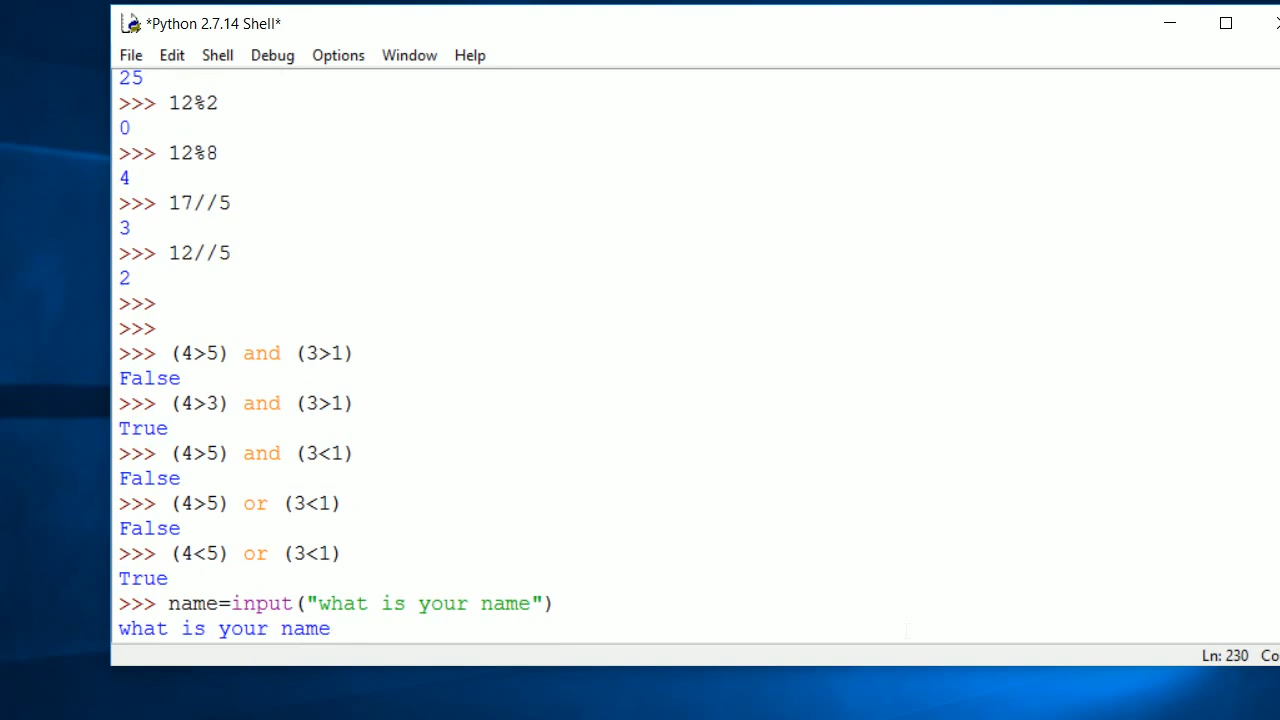 *Python 2.7.14 Shell*
File Edit Shell Debug Options Window Help
25
>>> 12%2
0
>>> 12%8
4
>>> 17//5
3
>>> 12//5
2
>>>
>>>
>>> (4>5) and (3>1)
False
>>> (4>3) and (3>1)
True
>>> (4>5) and (3<1)
False
>>> (4>5) or (3<1)
False
>>> (4<5) or (3<1)
True
>>> name=input("what is your name")
what is your name
Ln: 230 Co